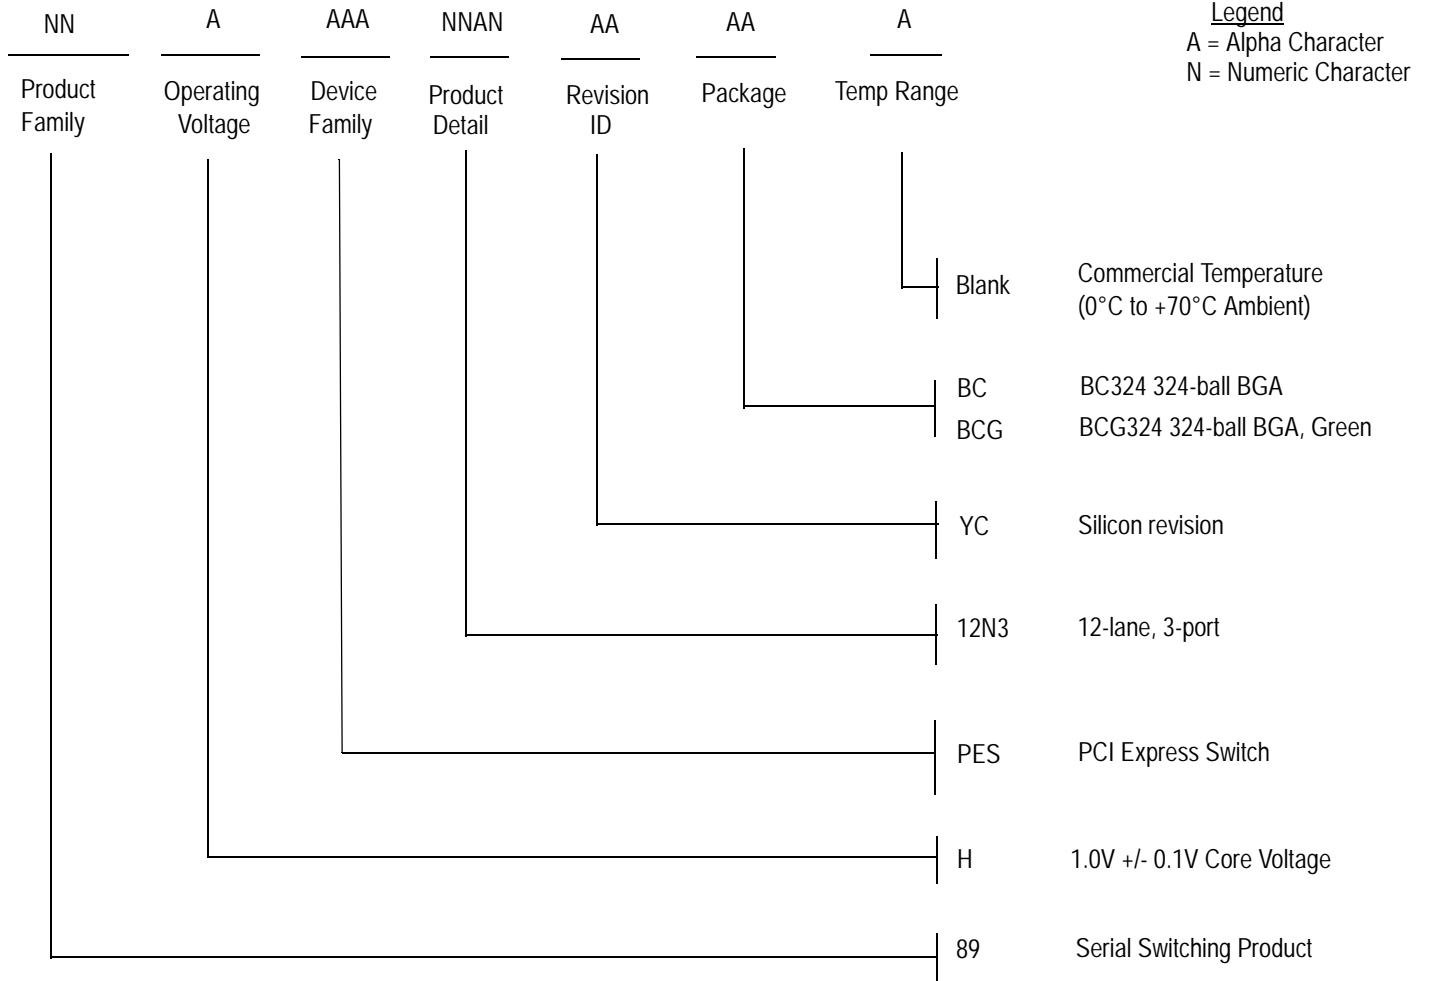 NN A AAA NNAN AA AA A
Legend
A = Alpha Character
N = Numeric Character
Product
Family
Operating
Voltage
Device
Family
Product
Detail
Revision
ID
Package
Temp Range
Blank Commercial Temperature
(0°C to +70°C Ambient)
BC BC324 324-ball BGA
BCG BCG324 324-ball BGA, Green
YC Silicon revision
12N3 12-lane, 3-port
PES PCI Express Switch
H 1.0V +/- 0.1V Core Voltage
89 Serial Switching Product